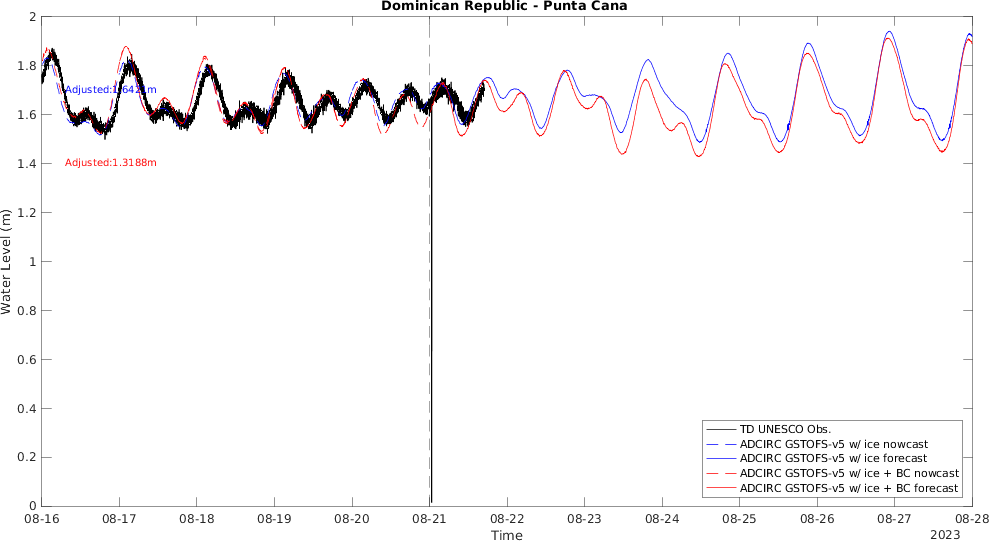 Dominican Republic - Punta Cana
2
1.8
1.6
1.4
1.2
1
0.8
0.6
0.4
0.2
0
Water Level (m)
Adjusted:1.6421m
Adjusted:1.3188m
TD UNESCO Obs.
ADCIRC GSTOFS-v5 w/ ice nowcast
ADCIRC GSTOFS-v5 w/ ice forecast
ADCIRC GSTOFS-v5 w/ ice + BC nowcast
ADCIRC GSTOFS-v5 w/ ice + BC forecast
08-16 08-17 08-18 08-19 08-20 08-21 08-22 08-23 08-24 08-25 08-26 08-27 08-28
Time
2023